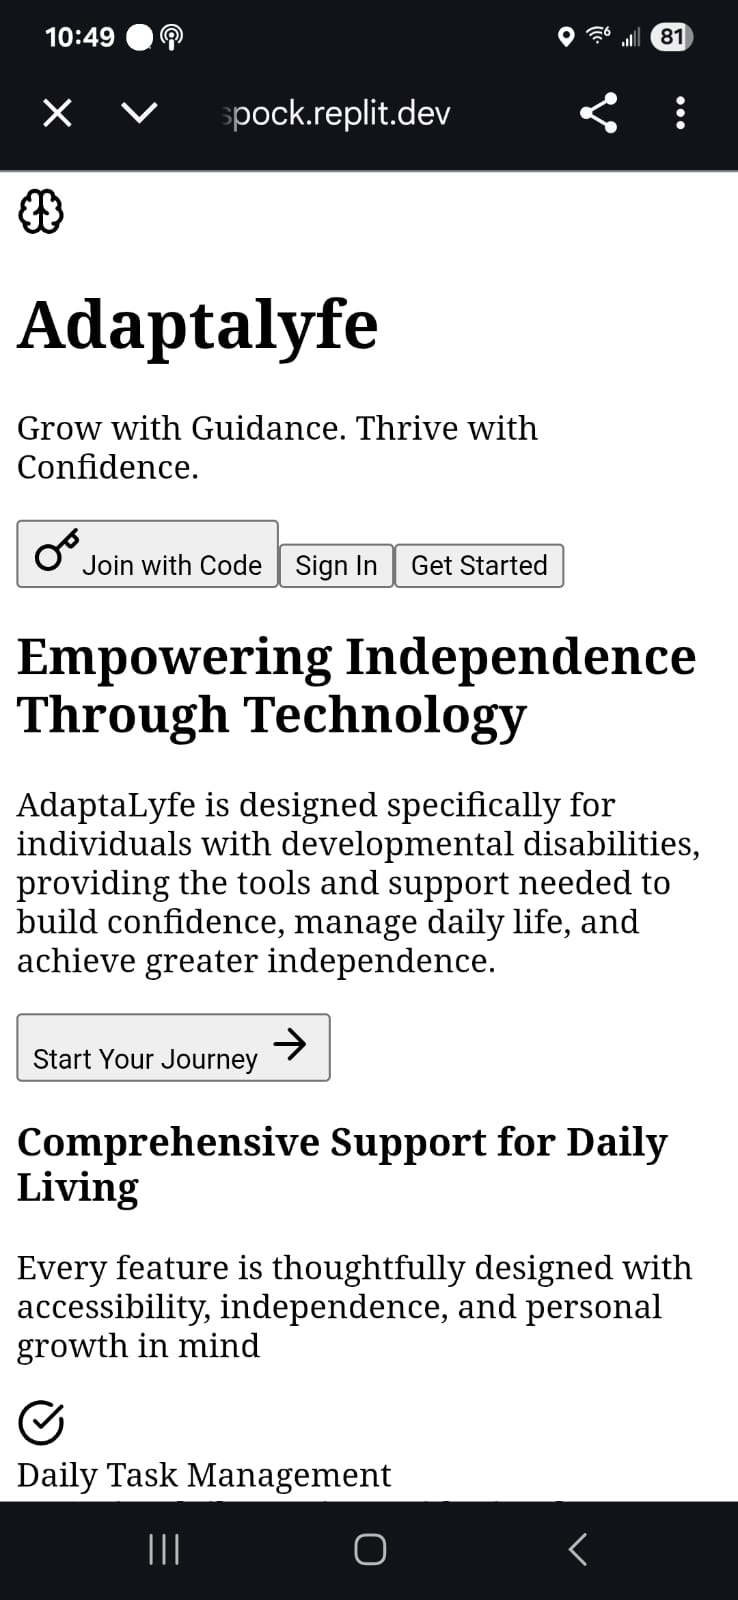 10:49
81
spock.replit.dev
Adaptalyfe
Grow with Guidance. Thrive with
Confidence.
Join with Code
Sign In
Get Started
Empowering Independence
Through Technology
AdaptaLyfe is designed specifically for
individuals with developmental disabilities,
providing the tools and support needed to
build confidence, manage daily life, and
achieve greater independence.
Start Your Journey
Comprehensive Support for Daily
Living
Every feature is thoughtfully designed with
accessibility, independence, and personal
growth in mind
Daily Task Management